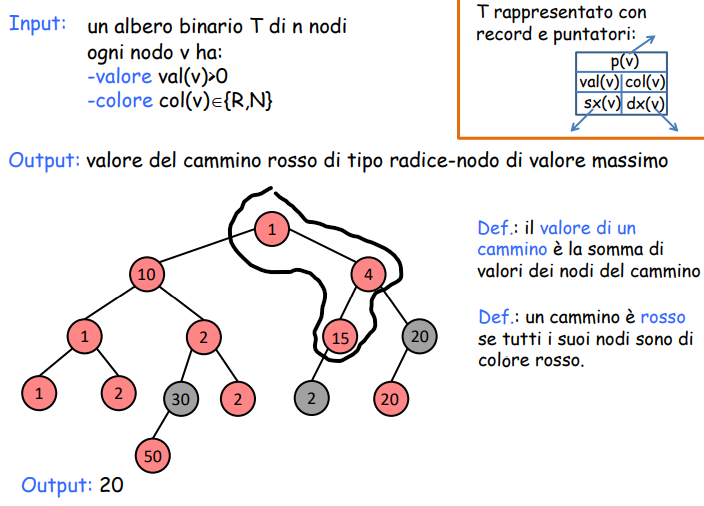 Input: un albero binario T di n nodi
ogni nodo v ha:
-valore val(v)>0
-colore col(v)∈{R,N}
T rappresentato con
record e puntatori:
p(v)
val(v) col(v)
sx(v) dx(v)
Output: valore del cammino rosso di tipo radice-nodo di valore massimo
1
10 4
1 2 15 20
1 2 30 2 2 20
50
Def.: il valore di un
cammino è la somma di
valori dei nodi del cammino
Def.: un cammino è rosso
se tutti i suoi nodi sono di
colore rosso.
Output: 20